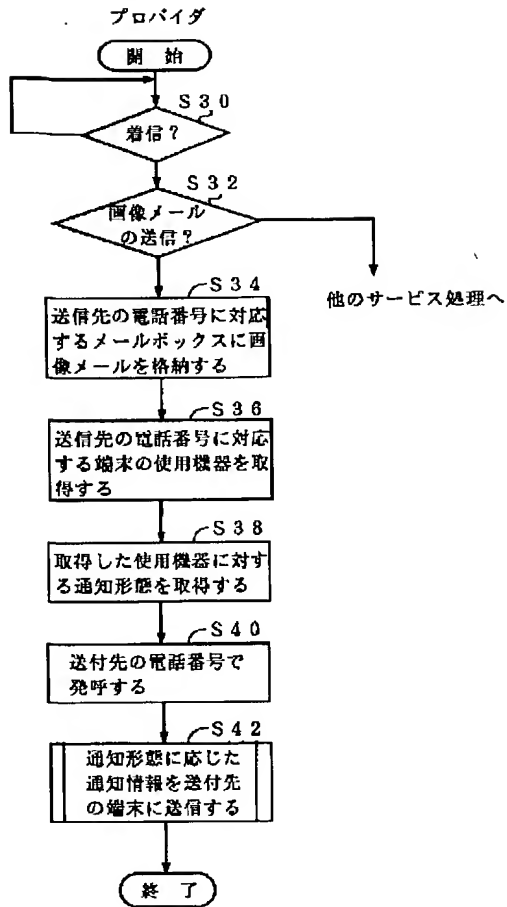 プロバイダ
開 始
S30
着信?
S32
画像メール
の送信?
他のサービス処理へ
S34
送信先の電話番号に対応
するメールボックスに画
像メールを格納する
S36
送信先の電話番号に対応
する端末の使用機器を取
得する
S38
取得した使用機器に対す
る通知形態を取得する
S40
送付先の電話番号で
発呼する
S42
通知形態に応じた
通知情報を送付先
の端末に送信する
終 了